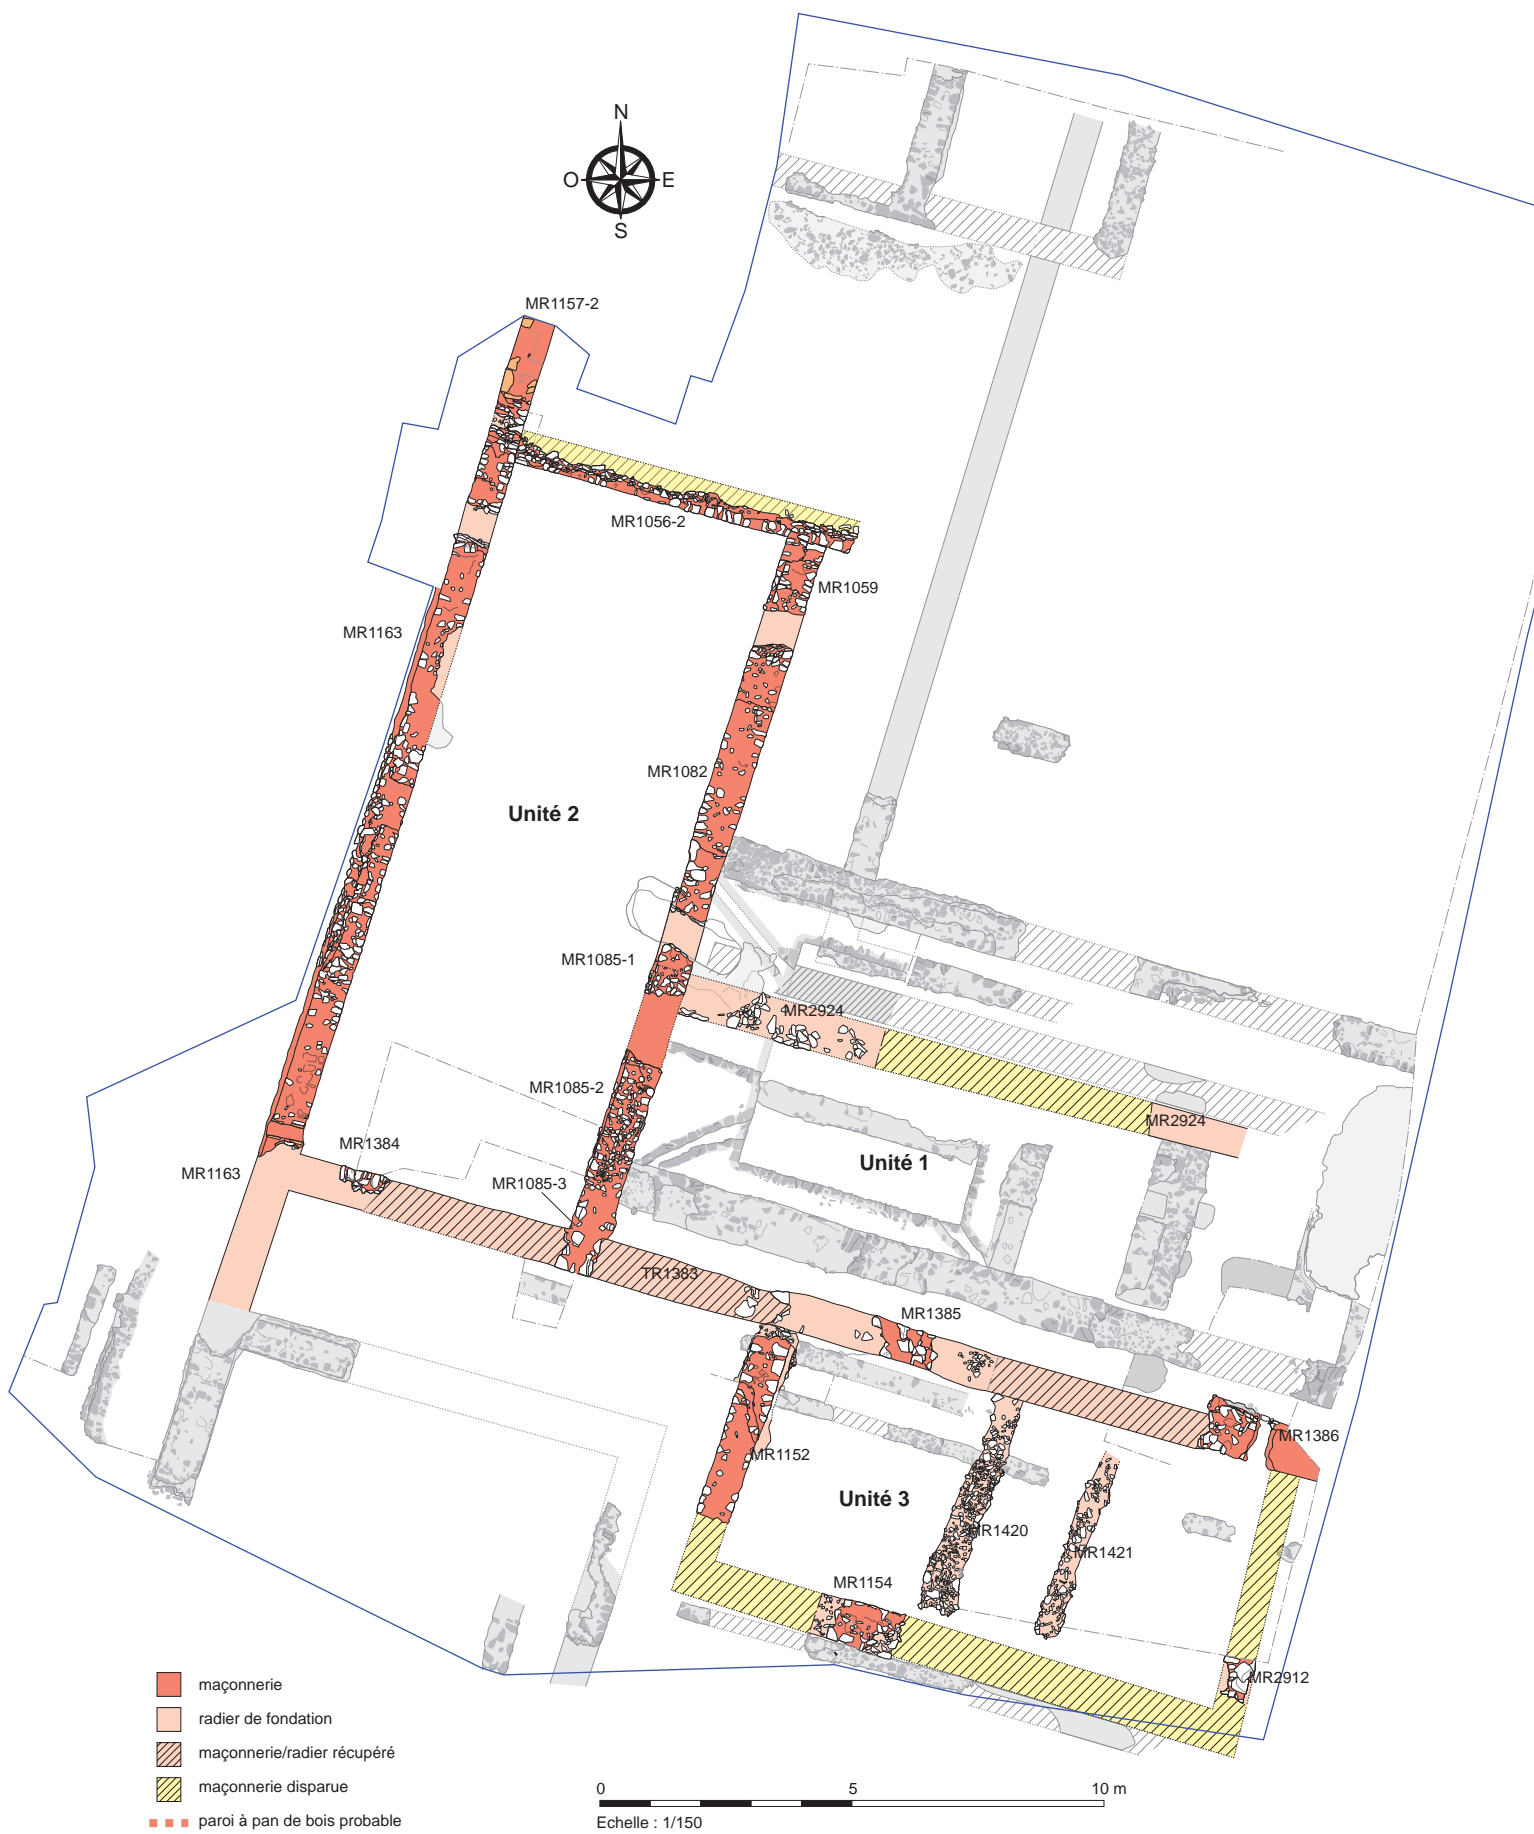 N
O E
S
MR1157-2
MR1056-2
MR1059
MR1163
MR1082
Unité 2
MR1085-1
MR2924
MR1085-2
MR2924
MR1384
Unité 1
MR1163
MR1085-3
TR1383
MR1385
MR1386
MR1152
Unité 3
MR1420
MR1421
MR1154
MR2912
maçonnerie
radier de fondation
maçonnerie/radier récupéré
maçonnerie disparue
paroi à pan de bois probable
0 5 10 m
Echelle : 1/150